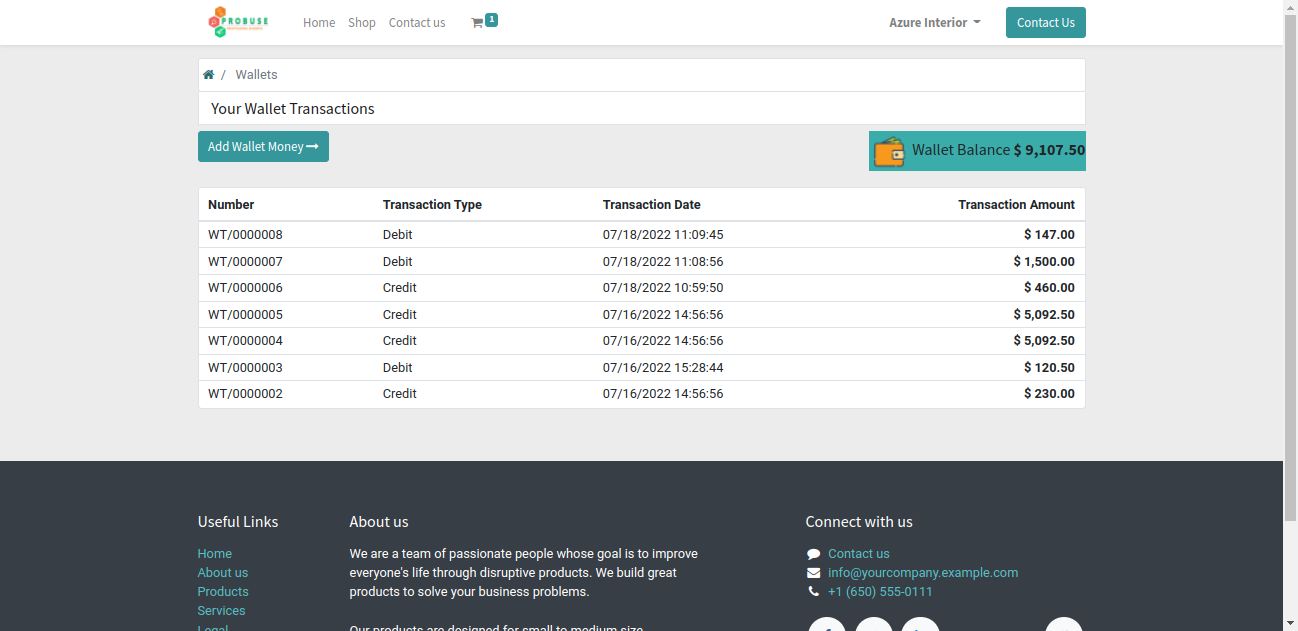 PROBUSE
Home Shop Contact us 1 Azure Interior Contact Us
/ Wallets
Your Wallet Transactions
Add Wallet Money
Wallet Balance $ 9,107.50
Number Transaction Type Transaction Date Transaction Amount
WT/0000008 Debit 07/18/2022 11:09:45 $ 147.00
WT/0000007 Debit 07/18/2022 11:08:56 $ 1,500.00
WT/0000006 Credit 07/18/2022 10:59:50 $ 460.00
WT/0000005 Credit 07/16/2022 14:56:56 $ 5,092.50
WT/0000004 Credit 07/16/2022 14:56:56 $ 5,092.50
WT/0000003 Debit 07/16/2022 15:28:44 $ 120.50
WT/0000002 Credit 07/16/2022 14:56:56 $ 230.00
Useful Links
Home
About us
Products
Services
Legal
About us
We are a team of passionate people whose goal is to improve
everyone's life through disruptive products. We build great
products to solve your business problems.
Our products are designed for small to medium size
Connect with us
Contact us
info@yourcompany.example.com
+1 (650) 555-0111